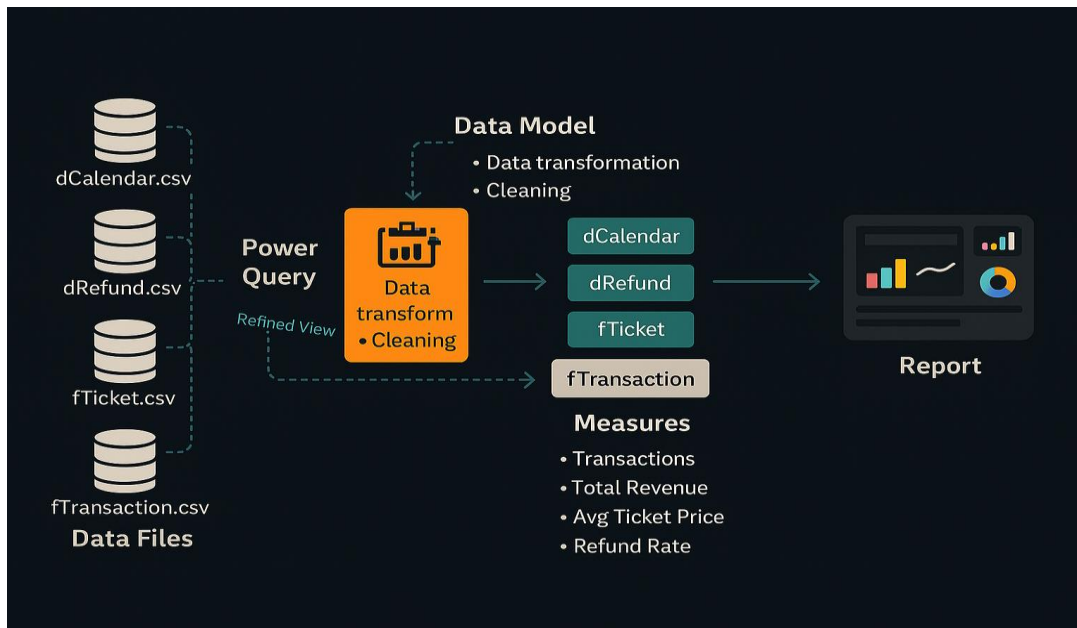 dCalendar.csv
dRefund.csv
fTicket.csv
fTransaction.csv
Data Files
Power
Query
Refined View
Data Model
• Data transformation
• Cleaning
Data
transform
• Cleaning
dCalendar
dRefund
fTicket
fTransaction
Measures
• Transactions
• Total Revenue
• Avg Ticket Price
• Refund Rate
Report